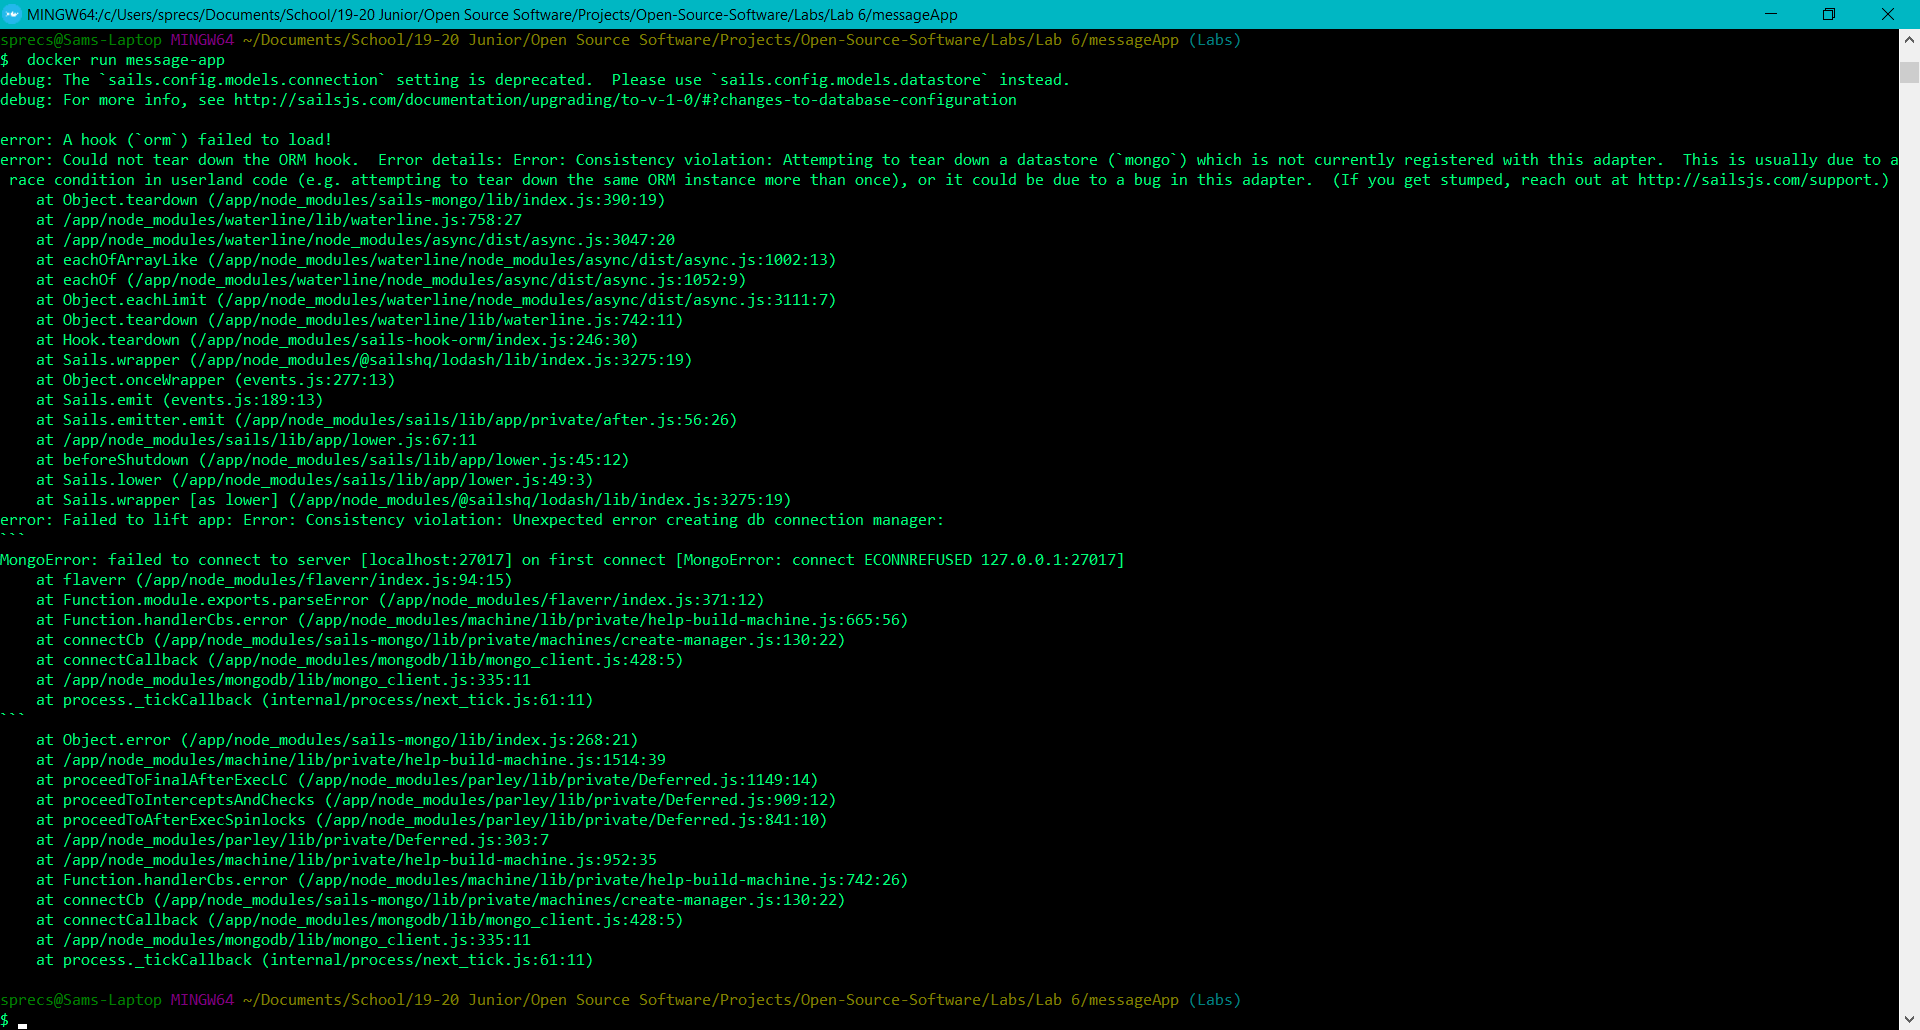 MINGW64:/c/Users/sprecs/Documents/School/19-20 Junior/Open Source Software/Projects/Open-Source-Software/Labs/Lab 6/messageApp
sprecs@Sams-Laptop MINGW64 ~/Documents/School/19-20 Junior/Open Source Software/Projects/Open-Source-Software/Labs/Lab 6/messageApp (Labs)
$  docker run message-app
debug: The `sails.config.models.connection` setting is deprecated.  Please use `sails.config.models.datastore` instead.
debug: For more info, see http://sailsjs.com/documentation/upgrading/to-v-1-0/#?changes-to-database-configuration
error: A hook (`orm`) failed to load!
error: Could not tear down the ORM hook.  Error details: Error: Consistency violation: Attempting to tear down a datastore (`mongo`) which is not currently registered with this adapter.  This is usually due to a
 race condition in userland code (e.g. attempting to tear down the same ORM instance more than once), or it could be due to a bug in this adapter.  (If you get stumped, reach out at http://sailsjs.com/support.)
    at Object.teardown (/app/node_modules/sails-mongo/lib/index.js:390:19)
    at /app/node_modules/waterline/lib/waterline.js:758:27
    at /app/node_modules/waterline/node_modules/async/dist/async.js:3047:20
    at eachOfArrayLike (/app/node_modules/waterline/node_modules/async/dist/async.js:1002:13)
    at eachOf (/app/node_modules/waterline/node_modules/async/dist/async.js:1052:9)
    at Object.eachLimit (/app/node_modules/waterline/node_modules/async/dist/async.js:3111:7)
    at Object.teardown (/app/node_modules/waterline/lib/waterline.js:742:11)
    at Hook.teardown (/app/node_modules/sails-hook-orm/index.js:246:30)
    at Sails.wrapper (/app/node_modules/@sailshq/lodash/lib/index.js:3275:19)
    at Object.onceWrapper (events.js:277:13)
    at Sails.emit (events.js:189:13)
    at Sails.emitter.emit (/app/node_modules/sails/lib/app/private/after.js:56:26)
    at /app/node_modules/sails/lib/app/lower.js:67:11
    at beforeShutdown (/app/node_modules/sails/lib/app/lower.js:45:12)
    at Sails.lower (/app/node_modules/sails/lib/app/lower.js:49:3)
    at Sails.wrapper [as lower] (/app/node_modules/@sailshq/lodash/lib/index.js:3275:19)
error: Failed to lift app: Error: Consistency violation: Unexpected error creating db connection manager:
```
MongoError: failed to connect to server [localhost:27017] on first connect [MongoError: connect ECONNREFUSED 127.0.0.1:27017]
    at flaverr (/app/node_modules/flaverr/index.js:94:15)
    at Function.module.exports.parseError (/app/node_modules/flaverr/index.js:371:12)
    at Function.handlerCbs.error (/app/node_modules/machine/lib/private/help-build-machine.js:665:56)
    at connectCb (/app/node_modules/sails-mongo/lib/private/machines/create-manager.js:130:22)
    at connectCallback (/app/node_modules/mongodb/lib/mongo_client.js:428:5)
    at /app/node_modules/mongodb/lib/mongo_client.js:335:11
    at process._tickCallback (internal/process/next_tick.js:61:11)
```
    at Object.error (/app/node_modules/sails-mongo/lib/index.js:268:21)
    at /app/node_modules/machine/lib/private/help-build-machine.js:1514:39
    at proceedToFinalAfterExecLC (/app/node_modules/parley/lib/private/Deferred.js:1149:14)
    at proceedToInterceptsAndChecks (/app/node_modules/parley/lib/private/Deferred.js:909:12)
    at proceedToAfterExecSpinlocks (/app/node_modules/parley/lib/private/Deferred.js:841:10)
    at /app/node_modules/parley/lib/private/Deferred.js:303:7
    at /app/node_modules/machine/lib/private/help-build-machine.js:952:35
    at Function.handlerCbs.error (/app/node_modules/machine/lib/private/help-build-machine.js:742:26)
    at connectCb (/app/node_modules/sails-mongo/lib/private/machines/create-manager.js:130:22)
    at connectCallback (/app/node_modules/mongodb/lib/mongo_client.js:428:5)
    at /app/node_modules/mongodb/lib/mongo_client.js:335:11
    at process._tickCallback (internal/process/next_tick.js:61:11)
sprecs@Sams-Laptop MINGW64 ~/Documents/School/19-20 Junior/Open Source Software/Projects/Open-Source-Software/Labs/Lab 6/messageApp (Labs)
$